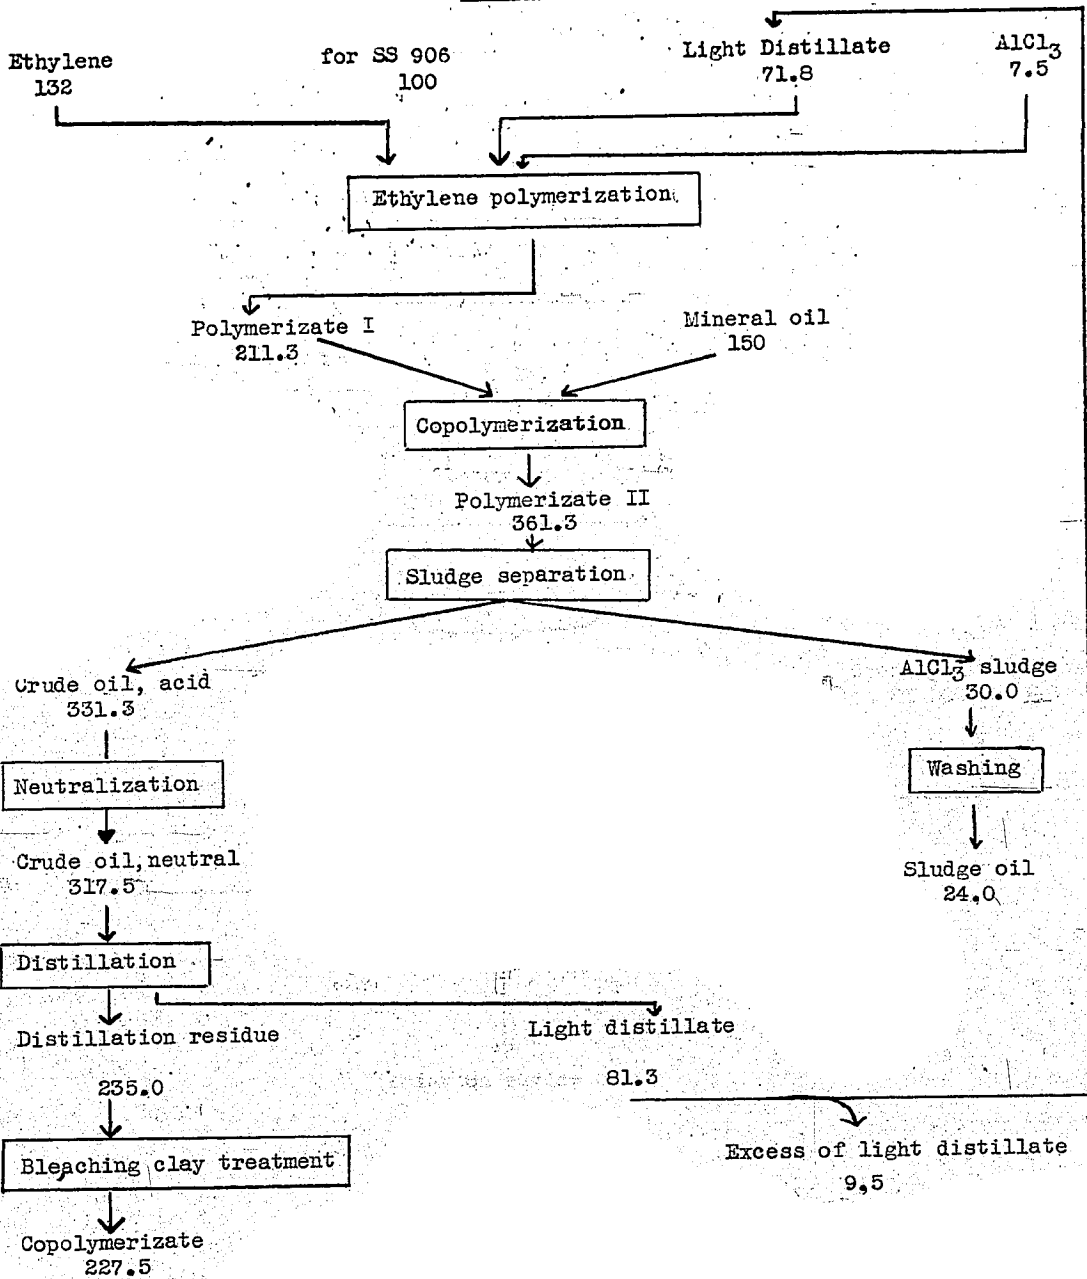 Ethylene
132
for SS 906
100
Light Distillate
71.8
AlCl3
7.5
Ethylene polymerization
Polymerizate I
211.3
Mineral oil
150
Copolymerization
Polymerizate II
361.3
Sludge separation
Crude oil, acid
331.3
AlCl3 sludge
30.0
Neutralization
Washing
Crude oil, neutral
317.5
Sludge oil
24.0
Distillation
Distillation residue
235.0
Light distillate
81.3
Bleaching clay treatment
Excess of light distillate
9,5
Copolymerizate
227.5